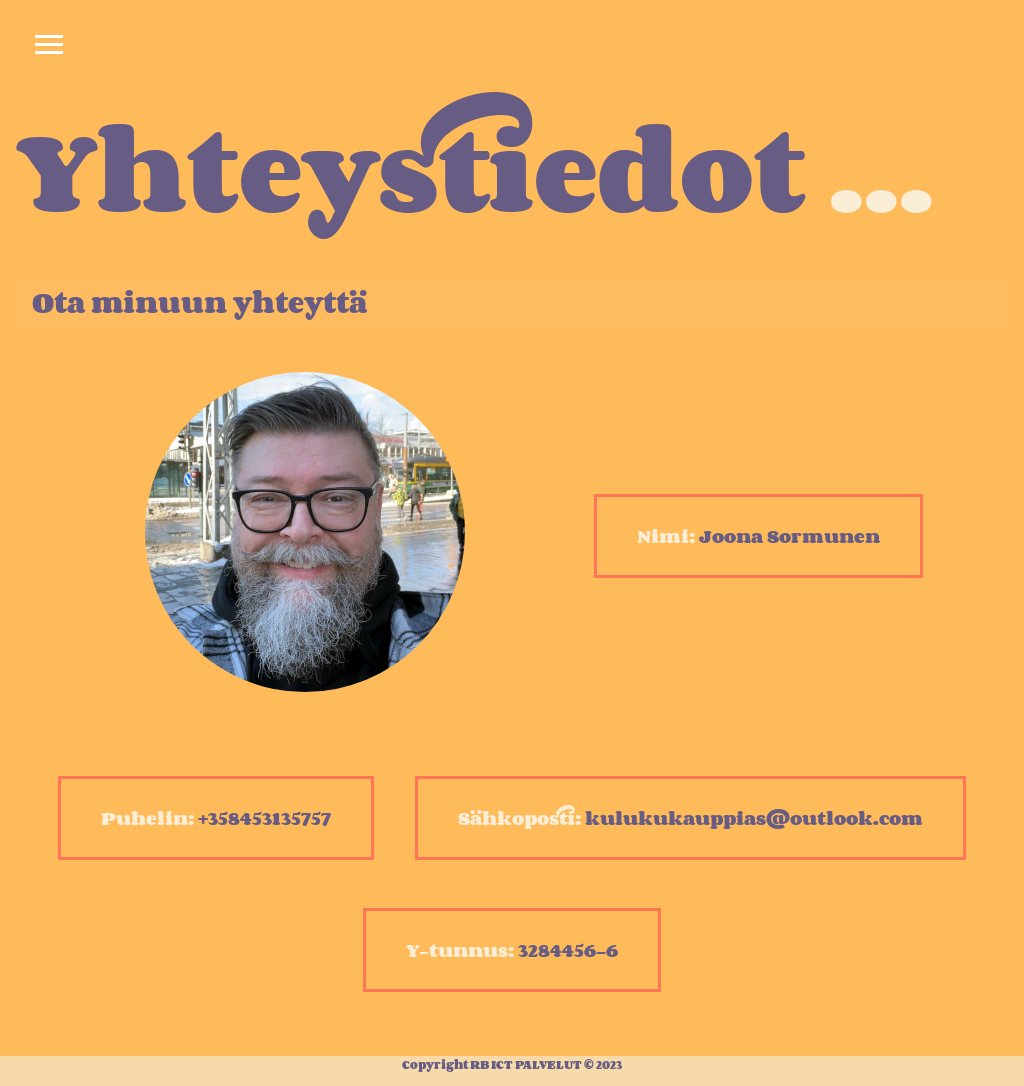 Yhteystiedot ...
Ota minuun yhteyttä
Nimi: Joona Sormunen
Puhelin: +358453135757
Sähköposti: kulukukauppias@outlook.com
Y-tunnus: 3284456-6
Copyright RB ICT PALVELUT © 2023